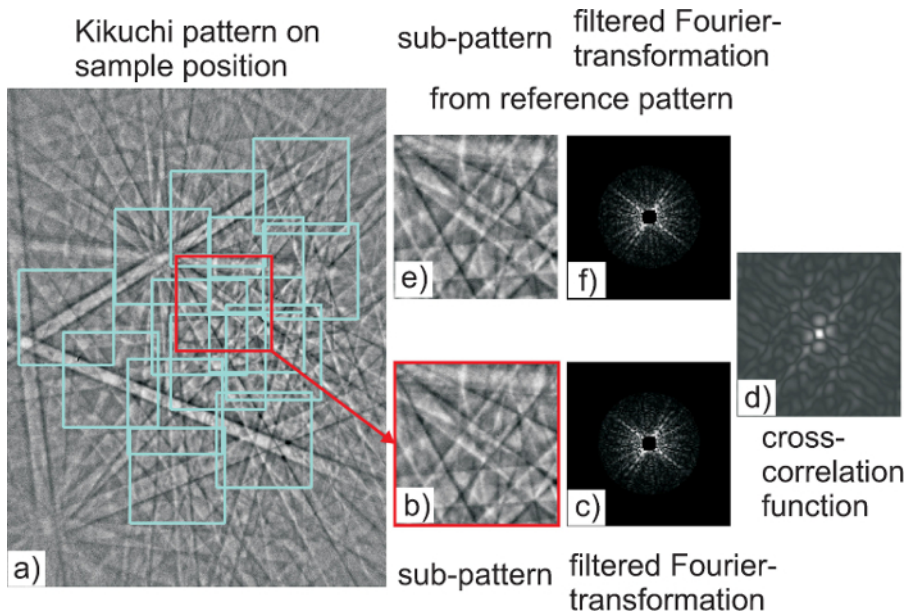 Kikuchi pattern on
sample position
sub-pattern
filtered Fourier-
transformation
from reference pattern
e)
f)
d)
cross-
correlation
function
b)
c)
a)
sub-pattern
filtered Fourier-
transformation